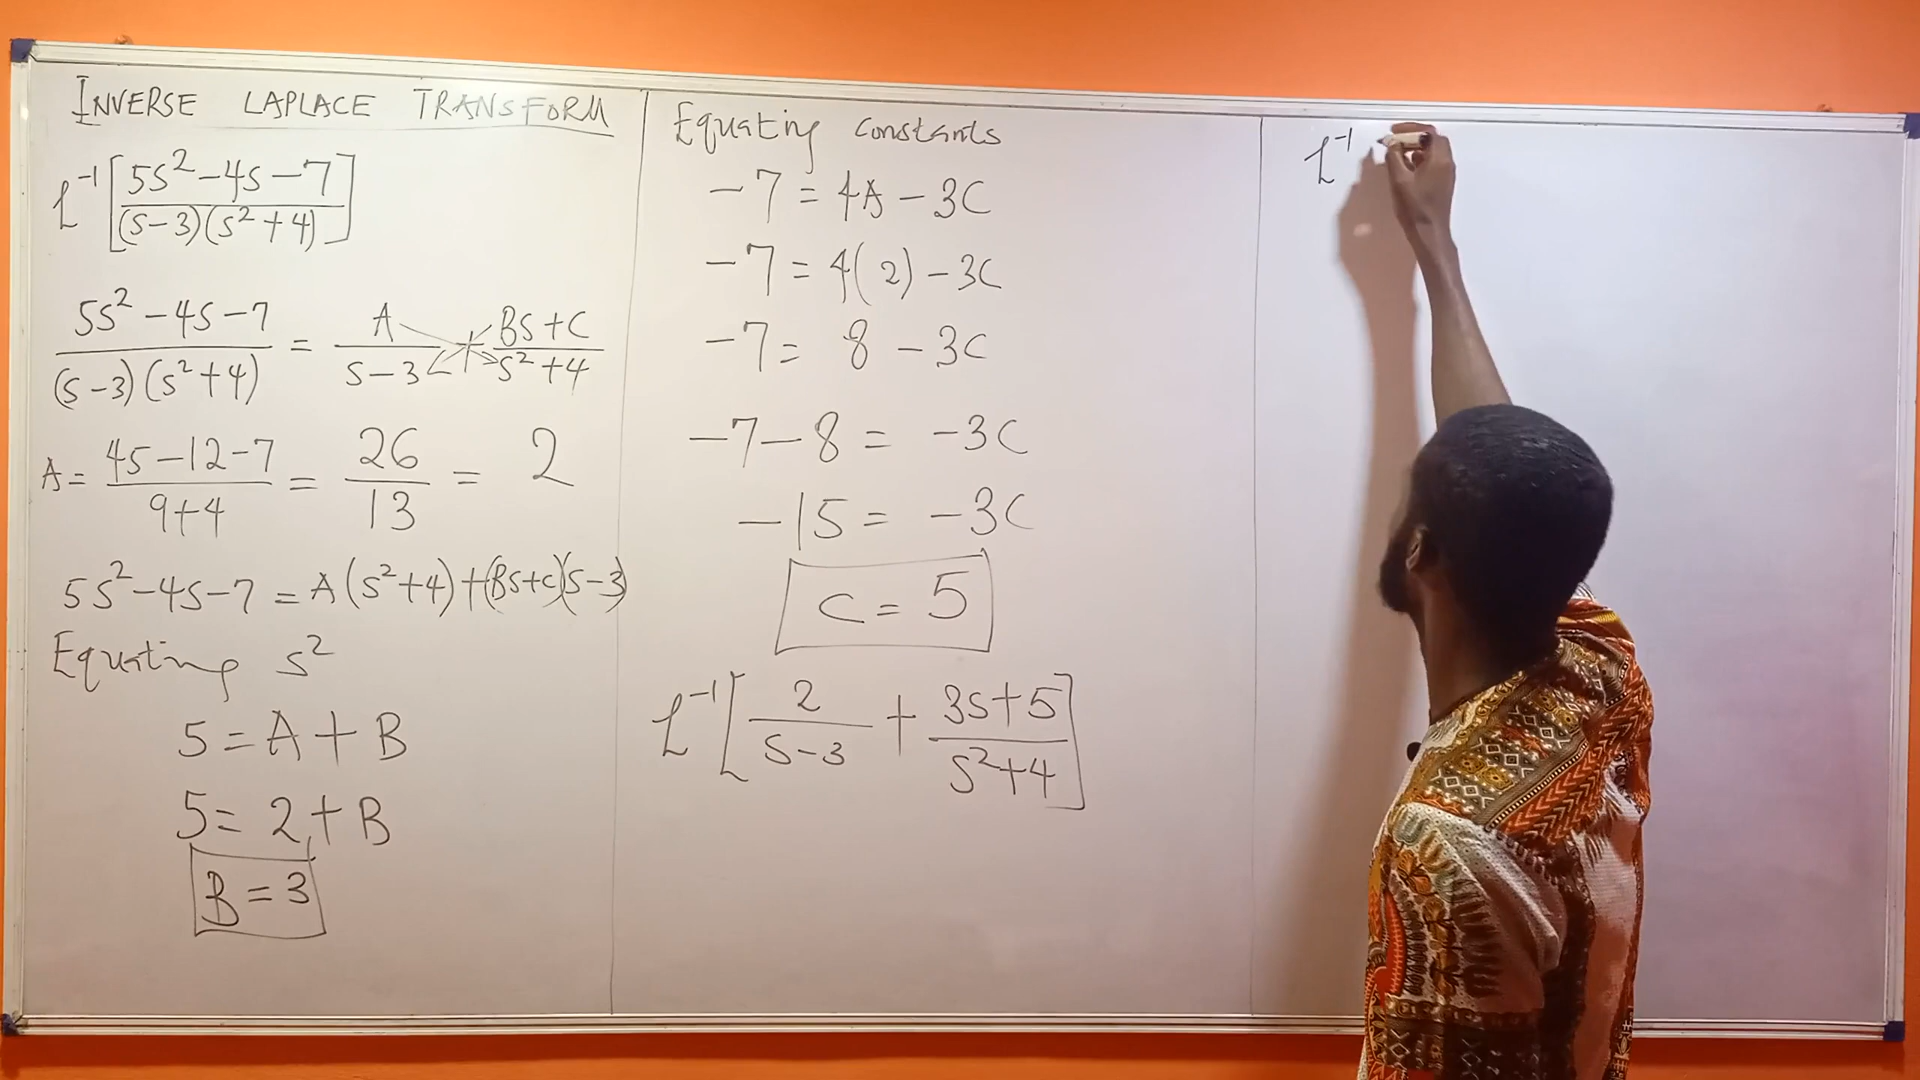 INVERSE LAPLACE TRANSFORM
L⁻¹[(5s² - 4s - 7)/((s-3)(s² + 4))]
(5s² - 4s - 7)/((s-3)(s² + 4)) = A/(s-3) + (Bs+C)/(s² + 4)
A = (45 - 12 - 7)/(9+4) = 26/13 = 2
5s² - 4s - 7 = A(s² + 4) + (Bs+C)(s-3)
Equating s²
5 = A + B
5 = 2 + B
B = 3
Equating constants
-7 = 4A - 3C
-7 = 4(2) - 3C
-7 = 8 - 3C
-7 - 8 = -3C
-15 = -3C
C = 5
L⁻¹[2/(s-3) + (3s+5)/(s²+4)]
L⁻¹